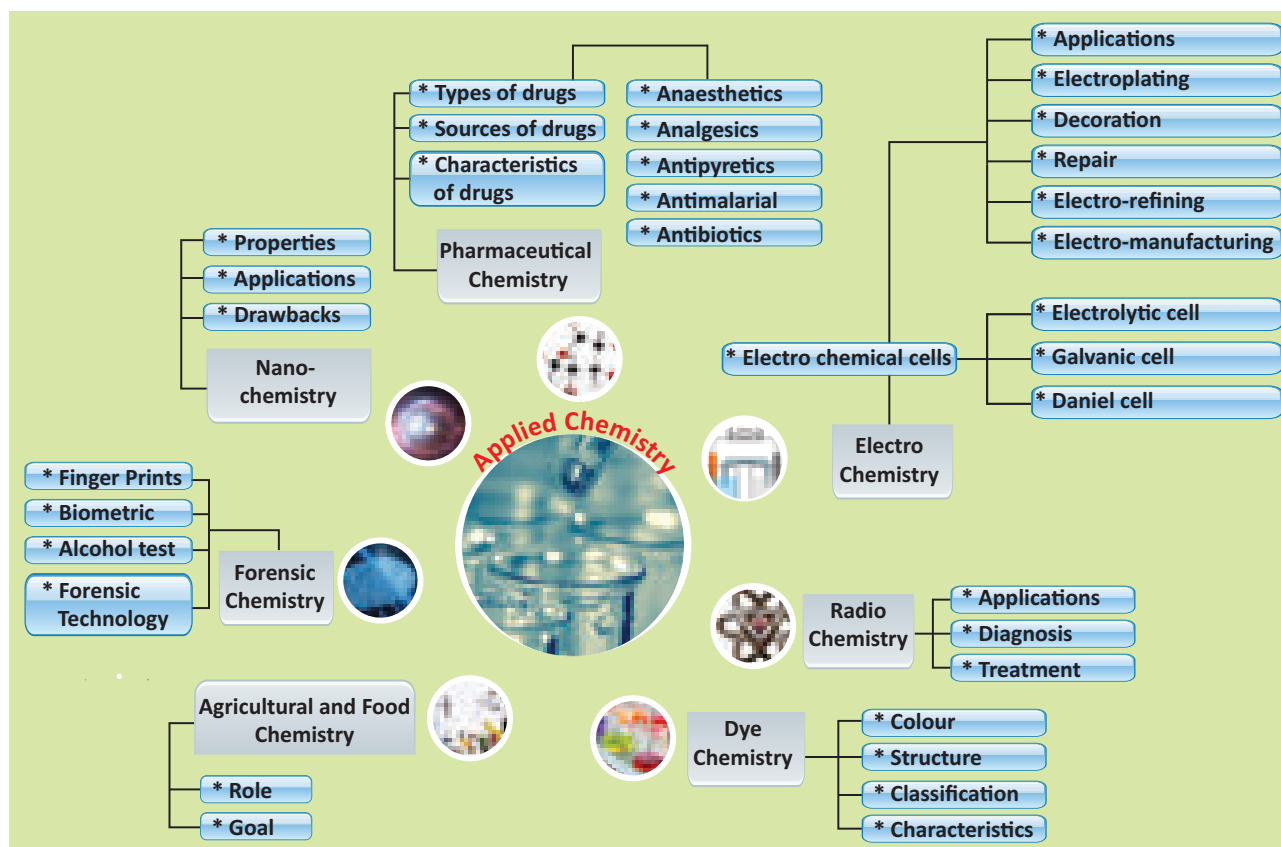 * Types of drugs
* Sources of drugs
* Characteristics
of drugs
Pharmaceutical
Chemistry
* Anaesthetics
* Analgesics
* Antipyretics
* Antimalarial
* Antibiotics
* Applications
* Electroplating
* Decoration
* Repair
* Electro-refining
* Electro-manufacturing
* Properties
* Applications
* Drawbacks
Nano-
chemistry
* Electro chemical cells
* Electrolytic cell
* Galvanic cell
* Daniel cell
Electro
Chemistry
Applied Chemistry
* Finger Prints
* Biometric
* Alcohol test
* Forensic
Technology
Forensic
Chemistry
Radio
Chemistry
* Applications
* Diagnosis
* Treatment
Agricultural and Food
Chemistry
* Role
* Goal
Dye
Chemistry
* Colour
* Structure
* Classification
* Characteristics